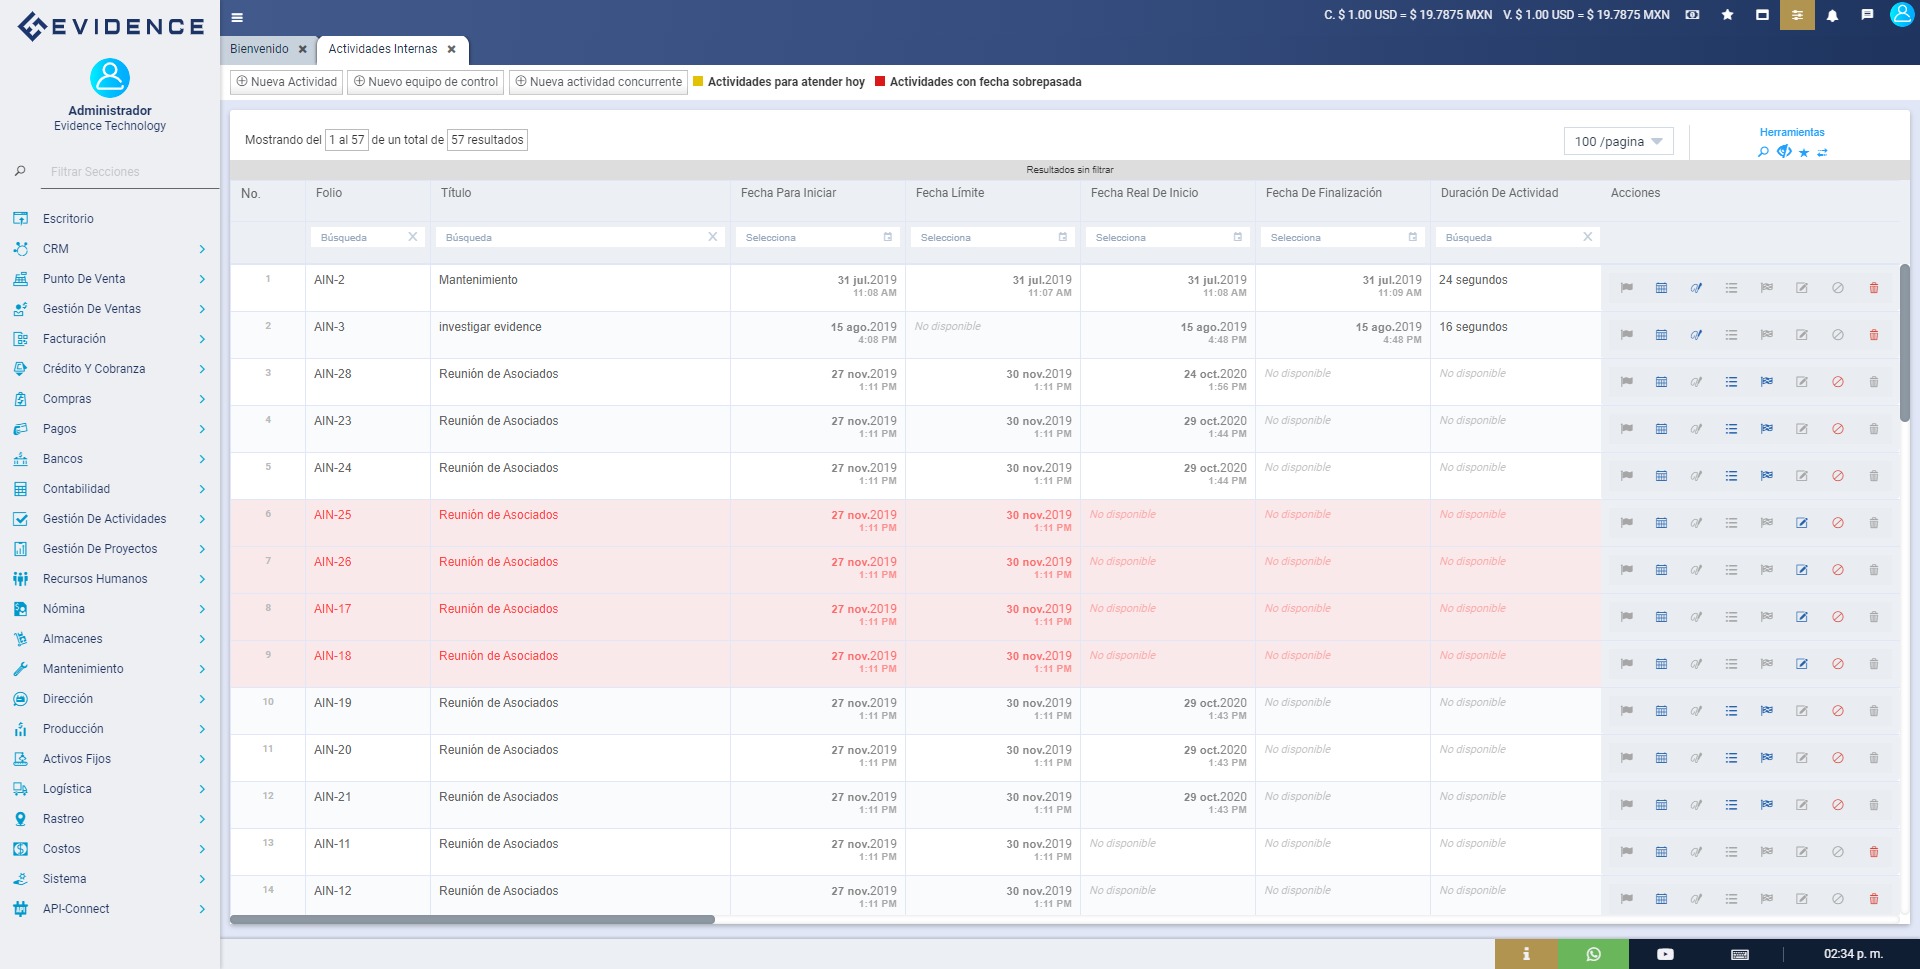 EVIDENCE
C. $ 1.00 USD = $ 19.7875 MXN V. $ 1.00 USD = $ 19.7875 MXN
Bienvenido
Actividades Internas
Nueva Actividad
Nuevo equipo de control
Nueva actividad concurrente
Actividades para atender hoy
Actividades con fecha sobrepasada
Administrador
Evidence Technology
Filtrar Secciones
Escritorio
CRM
Punto De Venta
Gestión De Ventas
Facturación
Crédito Y Cobranza
Compras
Pagos
Bancos
Contabilidad
Gestión De Actividades
Gestión De Proyectos
Recursos Humanos
Nómina
Almacenes
Mantenimiento
Dirección
Producción
Activos Fijos
Logística
Rastreo
Costos
Sistema
API-Connect
Mostrando del 1 al 57 de un total de 57 resultados
100 /pagina
Herramientas
Resultados sin filtrar
No. Folio Título Fecha Para Iniciar Fecha Límite Fecha Real De Inicio Fecha De Finalización Duración De Actividad Acciones
Búsqueda Búsqueda Selecciona Selecciona Selecciona Selecciona Búsqueda
1 AIN-2 Mantenimiento 31 jul.2019 31 jul.2019 31 jul.2019 31 jul.2019 24 segundos
11:08 AM 11:07 AM 11:08 AM 11:09 AM
2 AIN-3 investigar evidence 15 ago.2019 No disponible 15 ago.2019 15 ago.2019 16 segundos
4:08 PM 4:48 PM 4:48 PM
3 AIN-28 Reunión de Asociados 27 nov.2019 30 nov.2019 24 oct.2020 No disponible No disponible
1:11 PM 1:11 PM 1:56 PM
4 AIN-23 Reunión de Asociados 27 nov.2019 30 nov.2019 29 oct.2020 No disponible No disponible
1:11 PM 1:11 PM 1:44 PM
5 AIN-24 Reunión de Asociados 27 nov.2019 30 nov.2019 29 oct.2020 No disponible No disponible
1:11 PM 1:11 PM 1:44 PM
6 AIN-25 Reunión de Asociados 27 nov.2019 30 nov.2019 No disponible No disponible No disponible
1:11 PM 1:11 PM
7 AIN-26 Reunión de Asociados 27 nov.2019 30 nov.2019 No disponible No disponible No disponible
1:11 PM 1:11 PM
8 AIN-17 Reunión de Asociados 27 nov.2019 30 nov.2019 No disponible No disponible No disponible
1:11 PM 1:11 PM
9 AIN-18 Reunión de Asociados 27 nov.2019 30 nov.2019 No disponible No disponible No disponible
1:11 PM 1:11 PM
10 AIN-19 Reunión de Asociados 27 nov.2019 30 nov.2019 29 oct.2020 No disponible No disponible
1:11 PM 1:11 PM 1:43 PM
11 AIN-20 Reunión de Asociados 27 nov.2019 30 nov.2019 29 oct.2020 No disponible No disponible
1:11 PM 1:11 PM 1:43 PM
12 AIN-21 Reunión de Asociados 27 nov.2019 30 nov.2019 29 oct.2020 No disponible No disponible
1:11 PM 1:11 PM 1:43 PM
13 AIN-11 Reunión de Asociados 27 nov.2019 30 nov.2019 No disponible No disponible No disponible
1:11 PM 1:11 PM
14 AIN-12 Reunión de Asociados 27 nov.2019 30 nov.2019 No disponible No disponible No disponible
1:11 PM 1:11 PM
02:34 p. m.